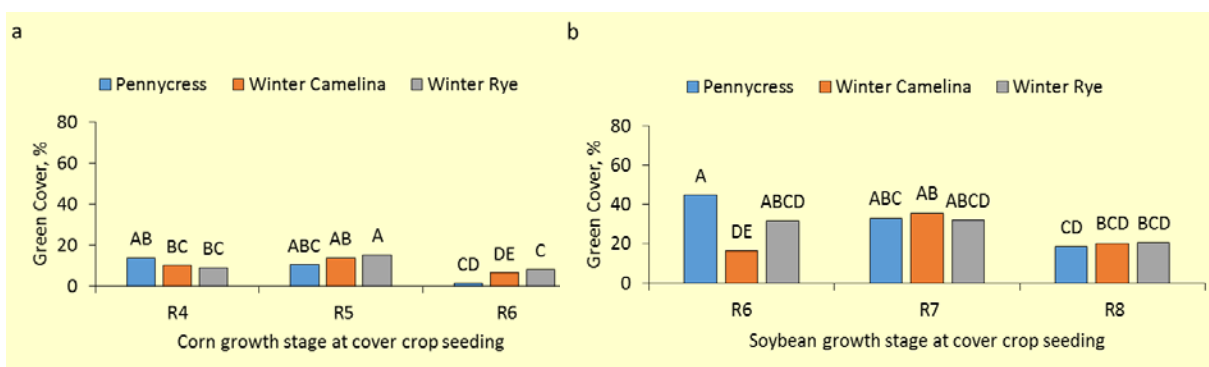 a
Pennycress Winter Camelina Winter Rye
Green Cover, %
80
60
40
20
0
AB BC BC ABC AB A CD DE C
R4 R5 R6
Corn growth stage at cover crop seeding
b
Pennycress Winter Camelina Winter Rye
Green Cover, %
80
60
40
20
0
A DE ABCD ABC AB ABCD CD BCD BCD
R6 R7 R8
Soybean growth stage at cover crop seeding